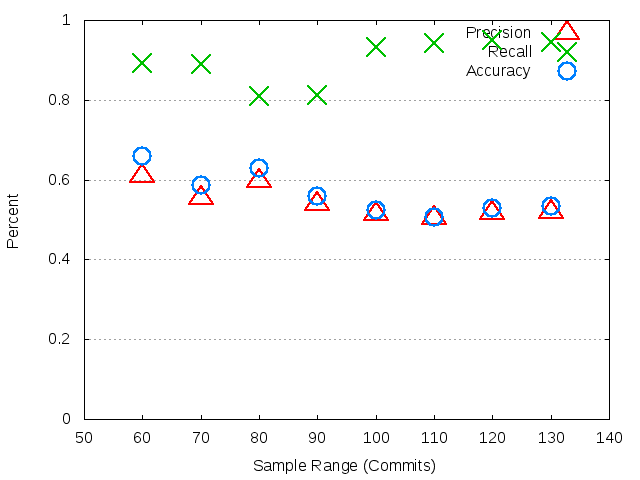 1
Precision
Recall
Accuracy
0.8
0.6
Percent
0.4
0.2
0
50 60 70 80 90 100 110 120 130 140
Sample Range (Commits)